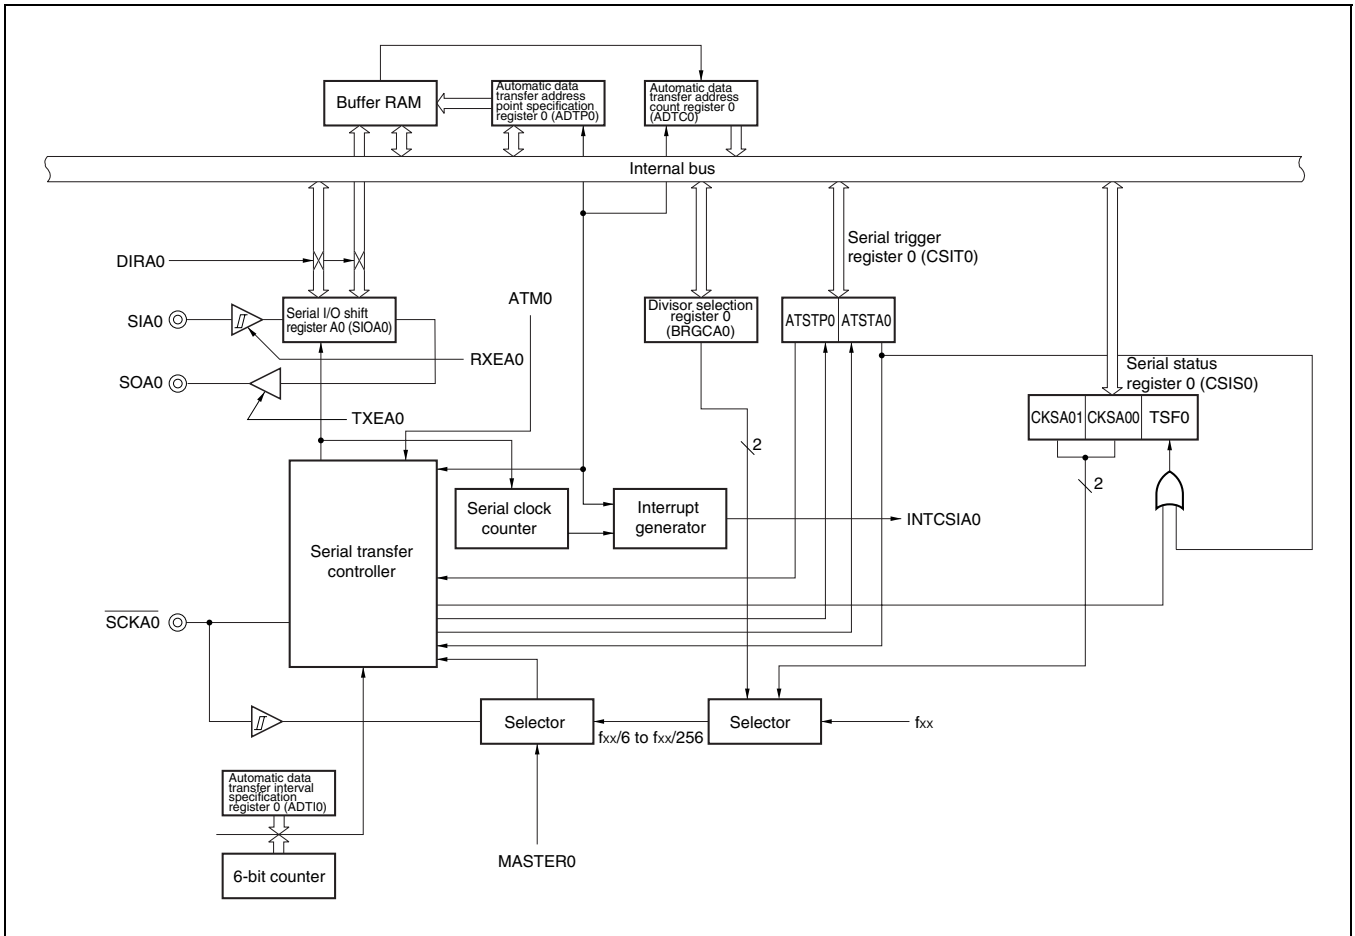 Buffer RAM
Automatic data
transfer address
point specification
register 0 (ADTP0)
Automatic data
transfer address
count register 0
(ADTC0)
Internal bus
DIRA0
Serial trigger
register 0 (CSIT0)
SIA0
Serial I/O shift
register A0 (SIOA0)
ATM0
Divisor selection
register 0
(BRGCA0)
ATSTP0
ATSTA0
RXEA0
SOA0
TXEA0
Serial status
register 0 (CSIS0)
CKSA01
CKSA00
TSF0
2
2
Serial clock
counter
Interrupt
generator
INTCSIA0
Serial transfer
controller
SCKA0
Selector
fxx/6 to fxx/256
Selector
fxx
Automatic data
transfer interval
specification
register 0 (ADTI0)
6-bit counter
MASTER0